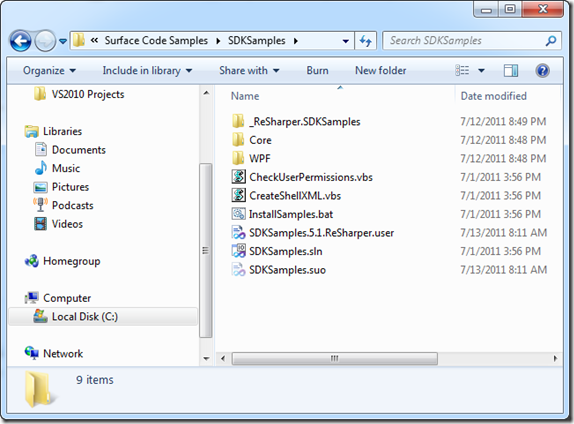 « Surface Code Samples ▸ SDKSamples ▸ Search SDKSamples
Organize ▾ Include in library ▾ Share with ▾ Burn New folder
VS2010 Projects
Libraries
Documents
Music
Pictures
Podcasts
Videos
Homegroup
Computer
Local Disk (C:)
Network
Name Date modified
_ReSharper.SDKSamples 7/12/2011 8:49 PM
Core 7/12/2011 8:48 PM
WPF 7/12/2011 8:48 PM
CheckUserPermissions.vbs 7/1/2011 3:56 PM
CreateShellXML.vbs 7/1/2011 3:56 PM
InstallSamples.bat 7/1/2011 3:56 PM
SDKSamples.5.1.ReSharper.user 7/13/2011 8:11 AM
SDKSamples.sln 7/1/2011 3:56 PM
SDKSamples.suo 7/13/2011 8:11 AM
9 items